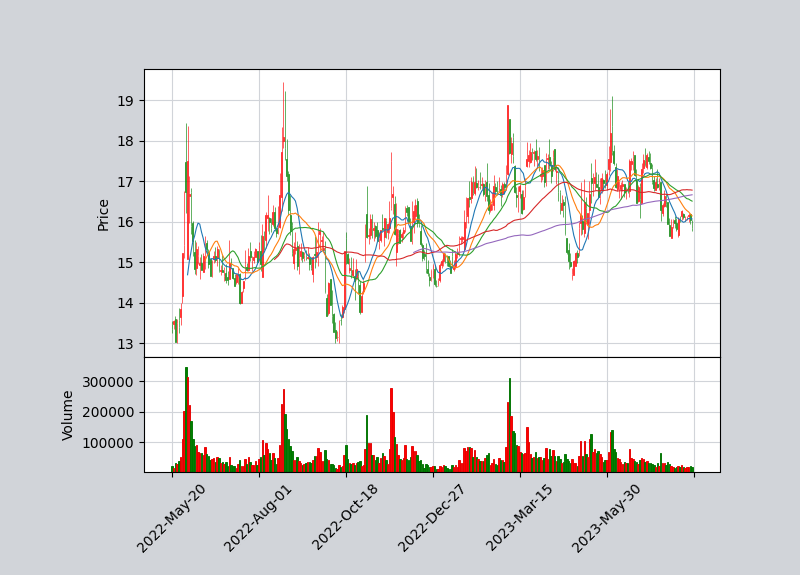 19
18
17
16
15
14
13
Price
300000
200000
100000
Volume
2022-May-20
2022-Aug-01
2022-Oct-18
2022-Dec-27
2023-Mar-15
2023-May-30